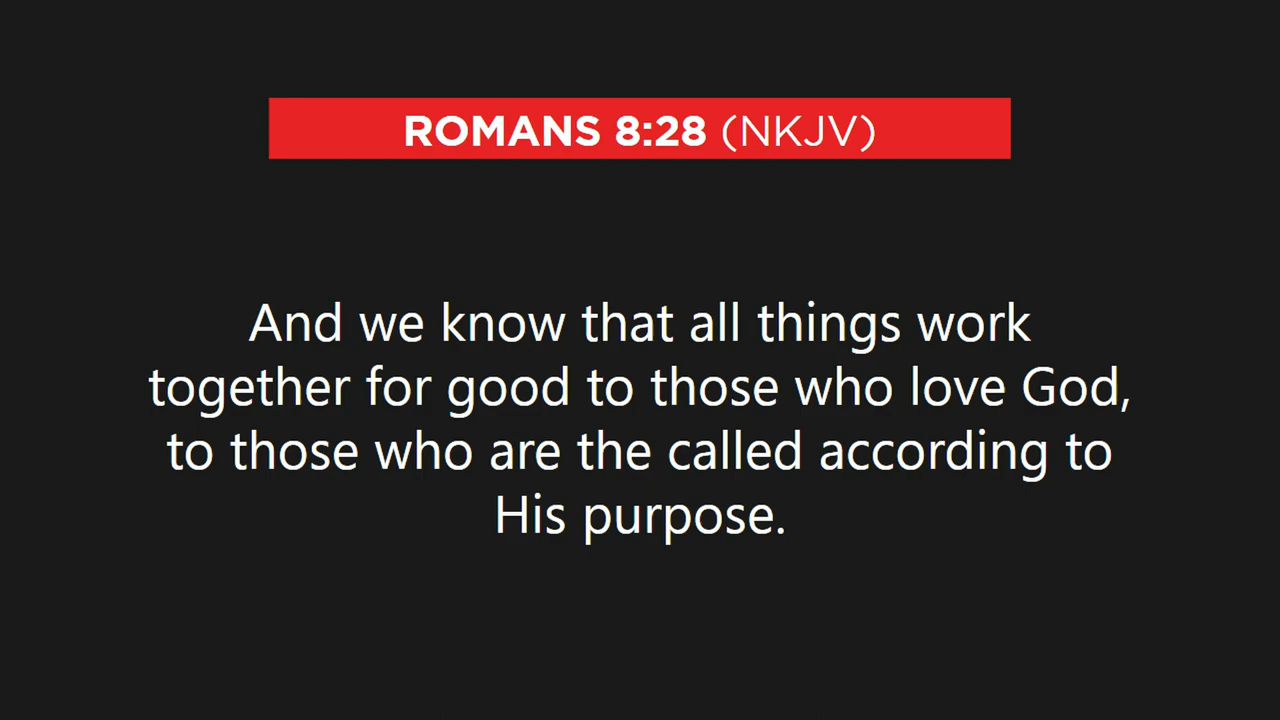 ROMANS 8:28 (NKJV)
And we know that all things work
together for good to those who love God,
to those who are the called according to
His purpose.